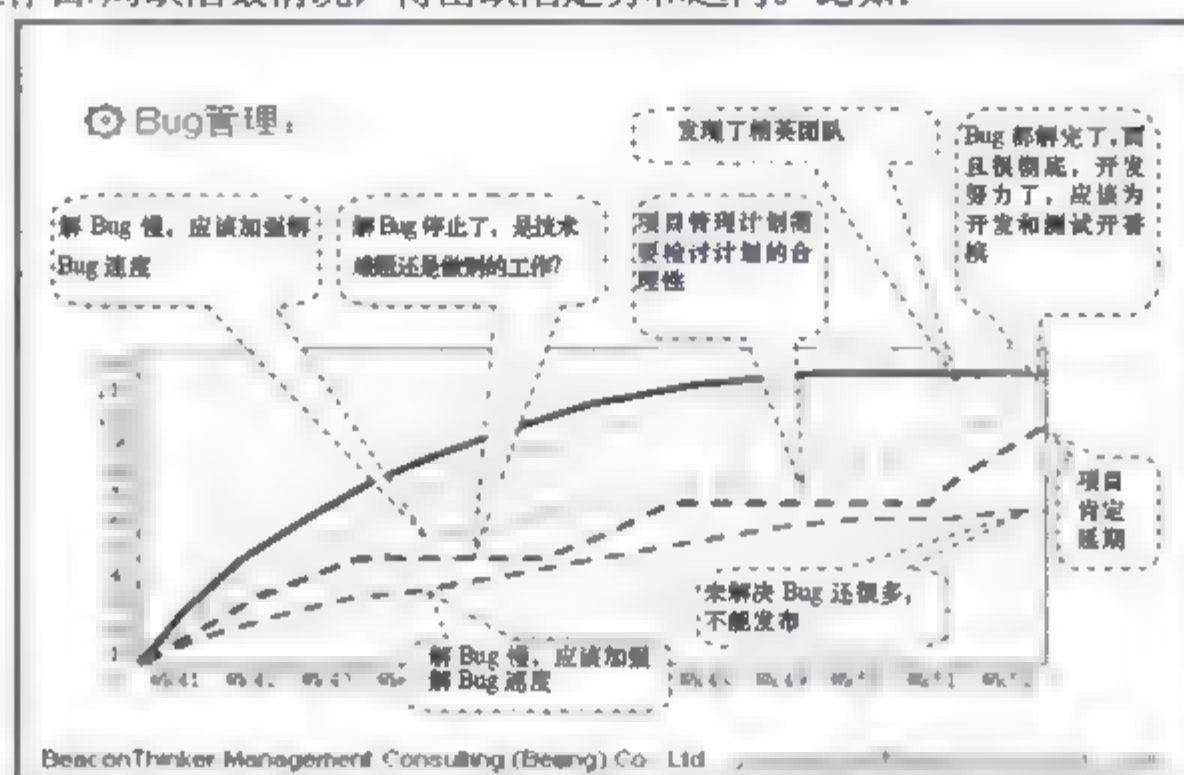 Bug管理：
发现了精英团队
Bug 都解完了，而
且很彻底，开发
努力了，应该为
开发和测试开香
槟
解 Bug 慢，应该加强解
Bug 速度
解 Bug 停止了，是技术
难题还是做别的工作?
项目管理计划需
要检讨计划的合
理性
项目
肯定
延期
未解决 Bug 还很多，
不能发布
解 Bug 慢，应该加强
解 Bug 速度
BeaconThinker Management Consulting (Beijing) Co Ltd